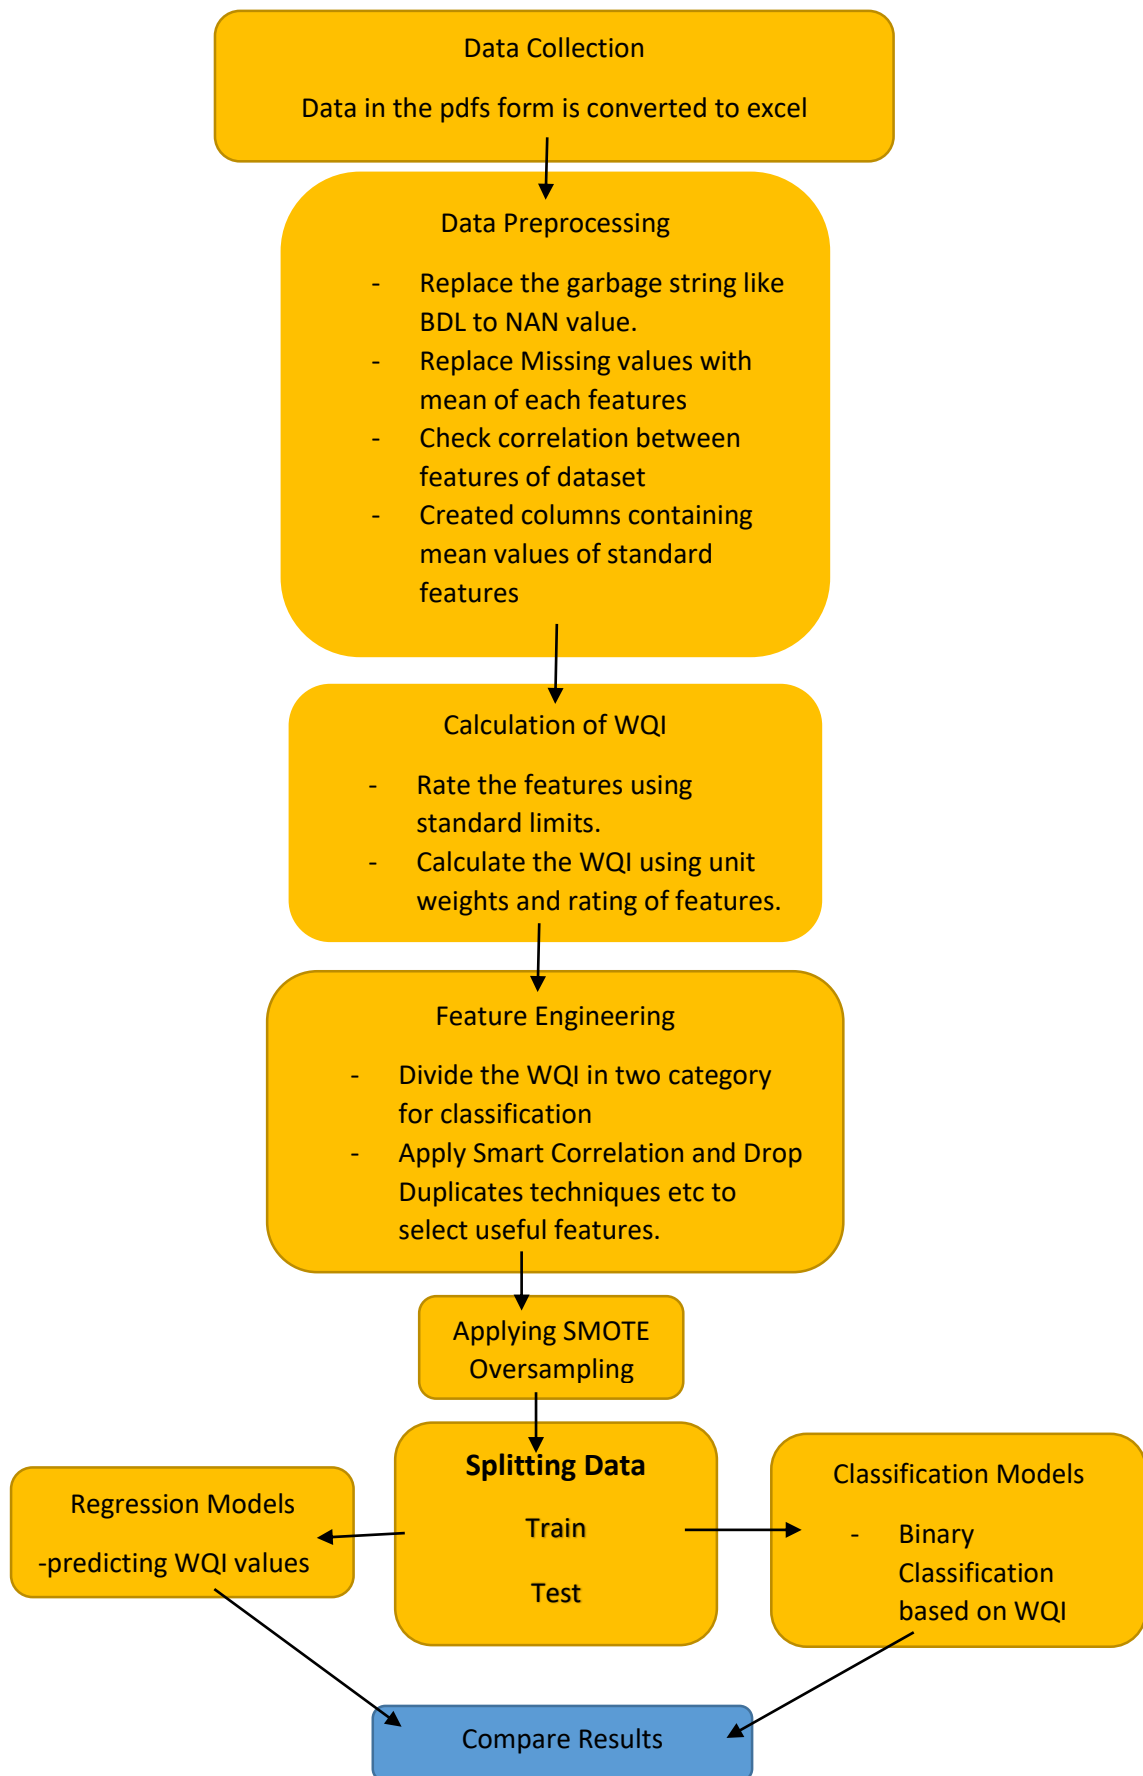 Data Collection
Data in the pdfs form is converted to excel
Data Preprocessing
- Replace the garbage string like
BDL to NAN value.
- Replace Missing values with
mean of each features
- Check correlation between
features of dataset
- Created columns containing
mean values of standard
features
Calculation of WQI
- Rate the features using
standard limits.
- Calculate the WQI using unit
weights and rating of features.
Feature Engineering
- Divide the WQI in two category
for classification
- Apply Smart Correlation and Drop
Duplicates techniques etc to
select useful features.
Applying SMOTE
Oversampling
Splitting Data
Train
Test
Regression Models
-predicting WQI values
Classification Models
- Binary
Classification
based on WQI
Compare Results